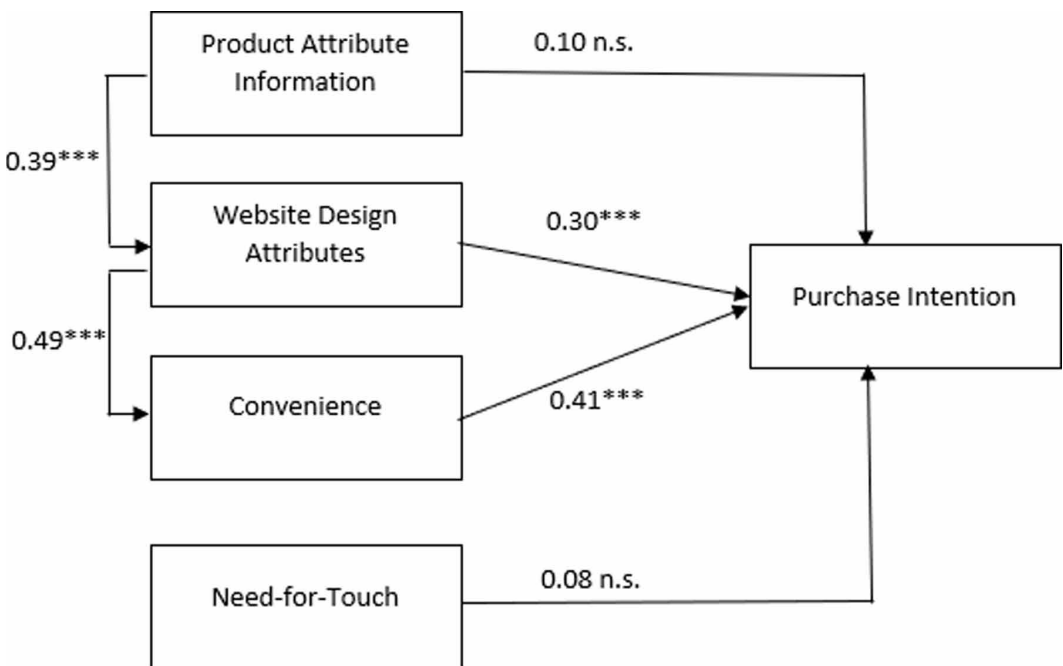 Product Attribute
Information
0.10 n.s.
0.39***
Website Design
Attributes
0.30***
Purchase Intention
0.49***
Convenience
0.41***
Need-for-Touch
0.08 n.s.